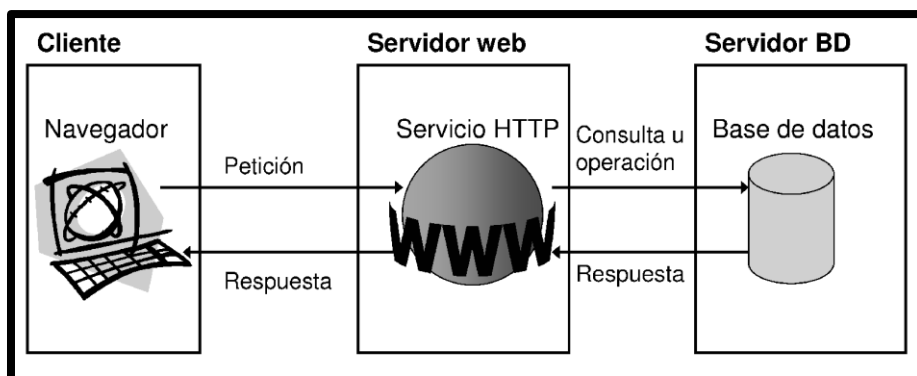 Cliente
Servidor web
Servidor BD
Navegador
Servicio HTTP
Base de datos
Petición
Consulta u
operación
WWW
Respuesta
Respuesta